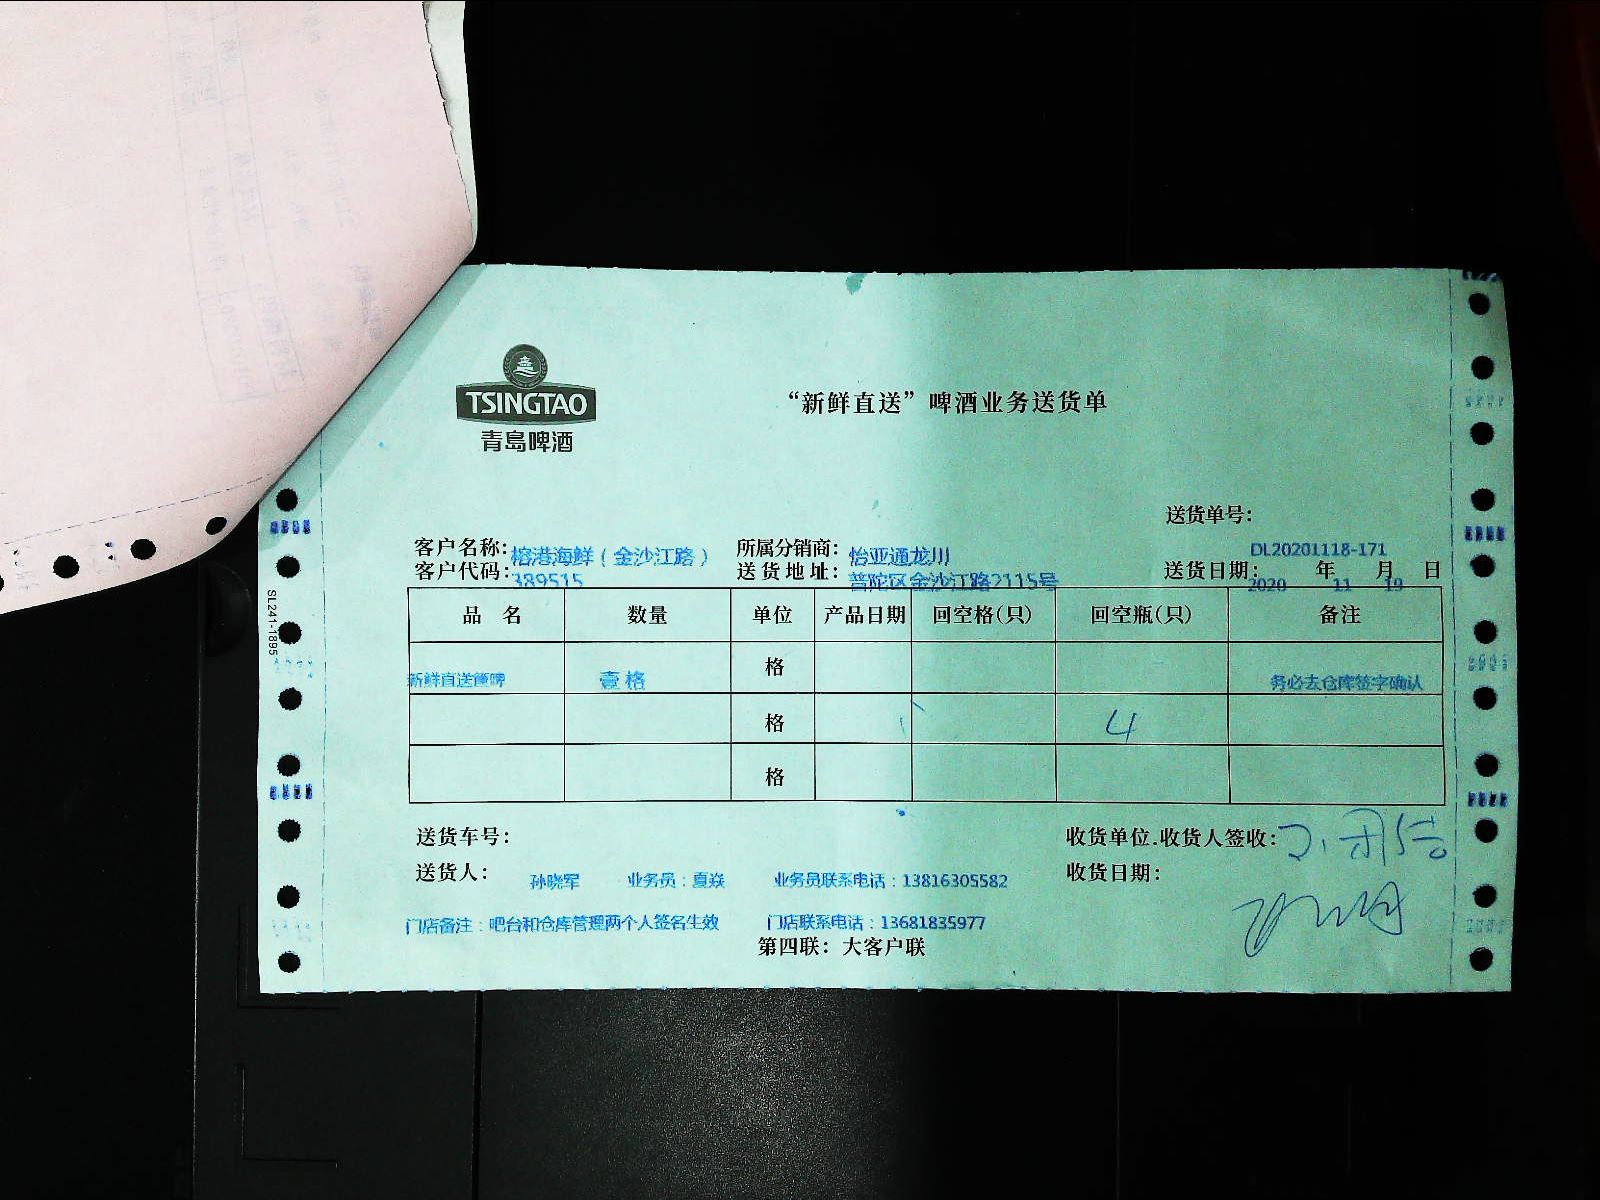 TSINGTAO
青岛啤酒
“新鲜直送”啤酒业务送货单
送货单号：
DL20201118-171
客户名称：榕港海鲜（金沙江路） 所属分销商：怡亚通龙川
客户代码：389515 送货地址：普陀区金沙江路2115号 送货日期：2020 年 11 月 19 日
SL241-1895
品 名 数量 单位 产品日期 回空格(只) 回空瓶(只) 备注
新鲜直送 壹格 格 务必去仓库签字确认
格 4
格
送货车号： 收货单位.收货人签收：
送货人： 孙晓军 业务员：夏焱 业务员联系电话：13816305582 收货日期：
门店备注：吧台和仓库管理两个人签名生效 门店联系电话：13681835977
第四联：大客户联